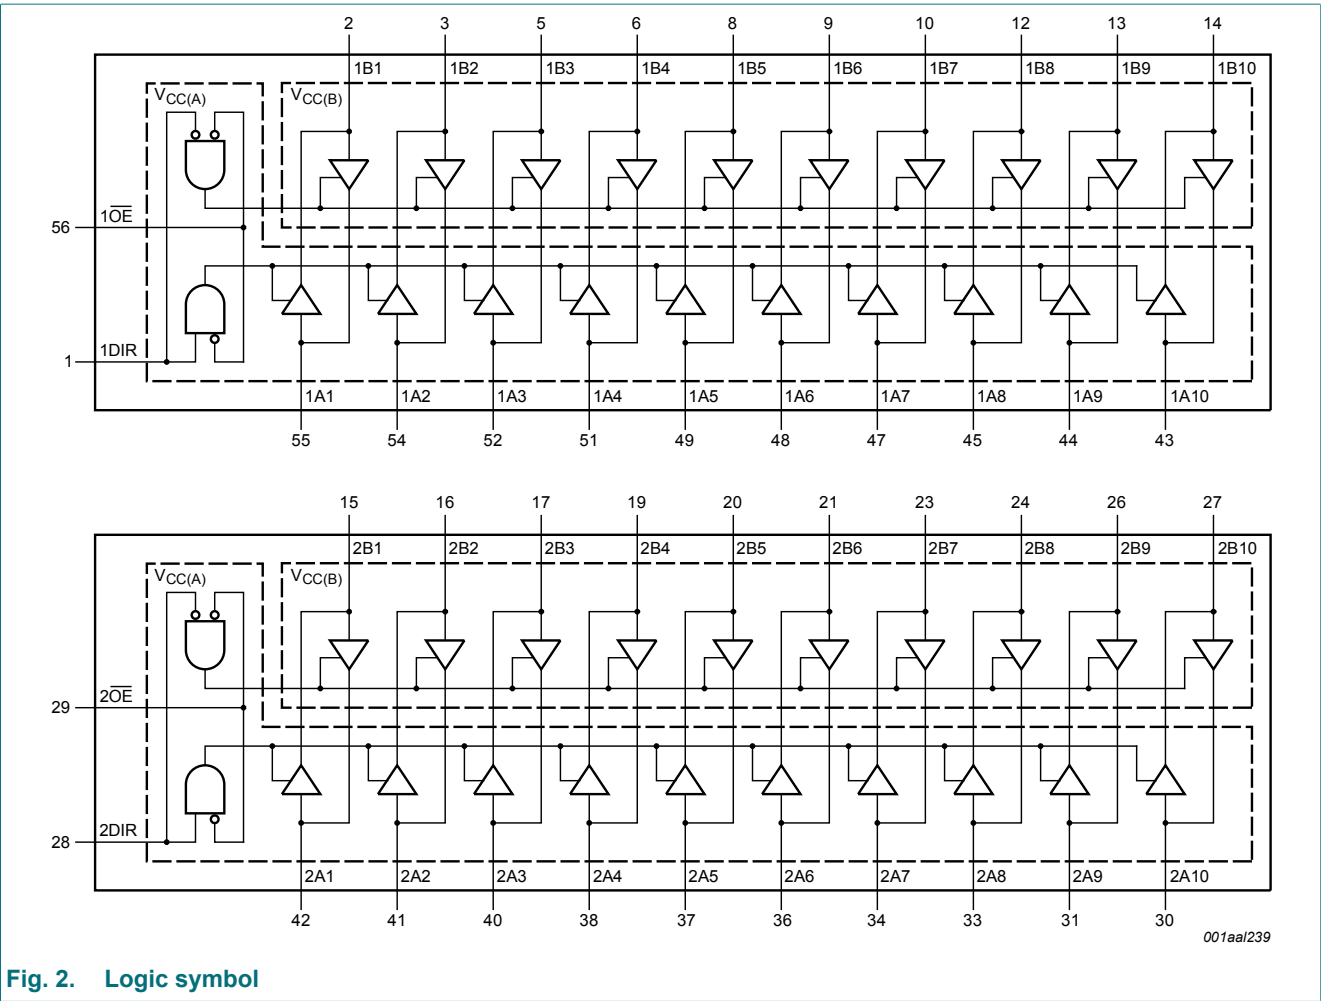 2 3 5 6 8 9 10 12 13 14
1B1 1B2 1B3 1B4 1B5 1B6 1B7 1B8 1B9 1B10
VCC(A) VCC(B)
56 1O̅E̅
1 1DIR
1A1 1A2 1A3 1A4 1A5 1A6 1A7 1A8 1A9 1A10
55 54 52 51 49 48 47 45 44 43
15 16 17 19 20 21 23 24 26 27
2B1 2B2 2B3 2B4 2B5 2B6 2B7 2B8 2B9 2B10
VCC(A) VCC(B)
29 2O̅E̅
28 2DIR
2A1 2A2 2A3 2A4 2A5 2A6 2A7 2A8 2A9 2A10
42 41 40 38 37 36 34 33 31 30
001aal239
Fig. 2. Logic symbol